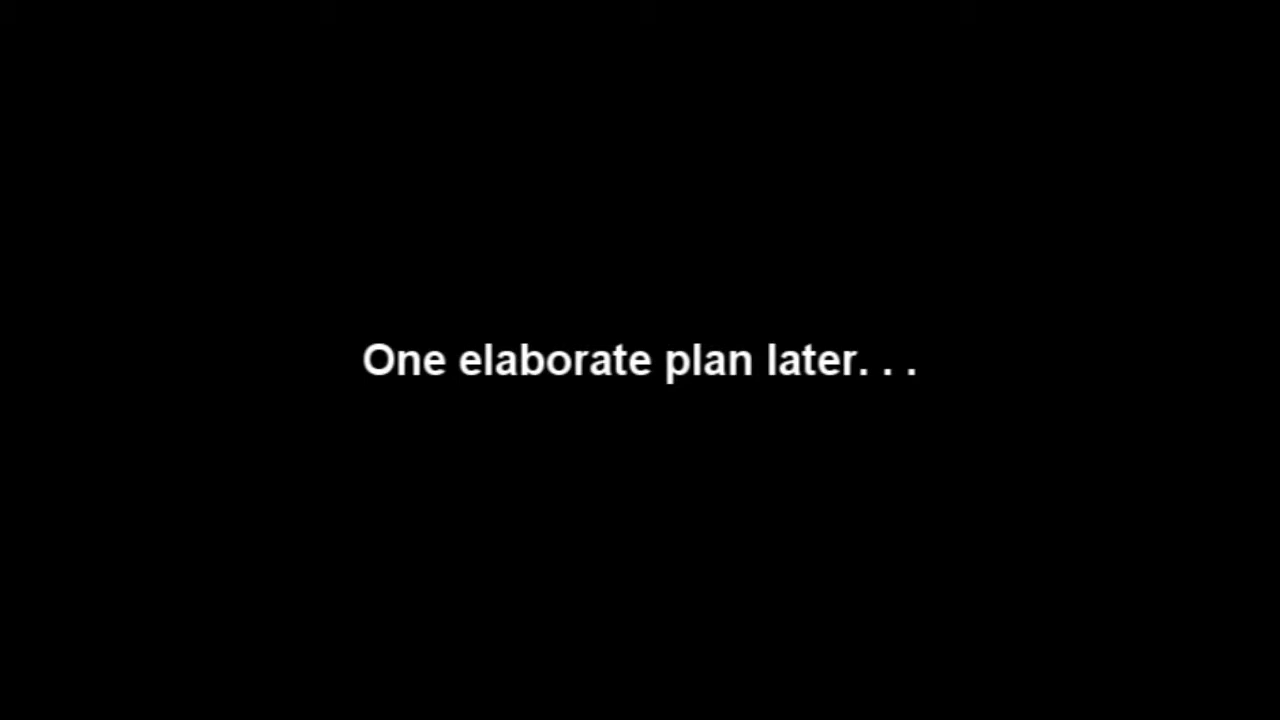 One elaborate plan later. . .